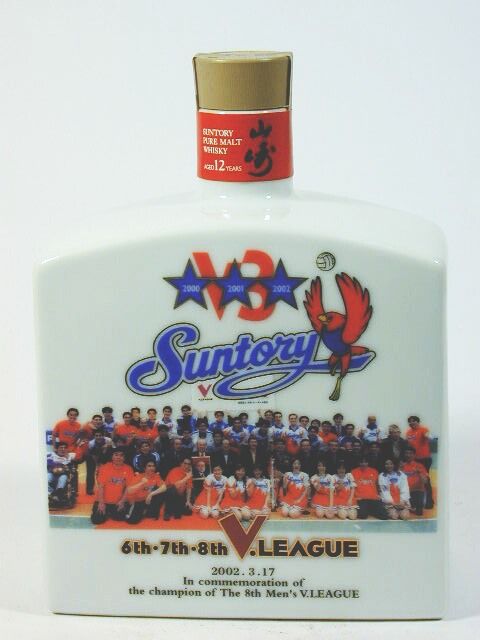 SUNTORY
PURE MALT
WHISKY
AGED 12 YEARS
山崎
V3
2000 2001 2002
Suntory
V.LEAGUE
6th・7th・8th V.LEAGUE
2002.3.17
In commemoration of
the champion of The 8th Men's V.LEAGUE